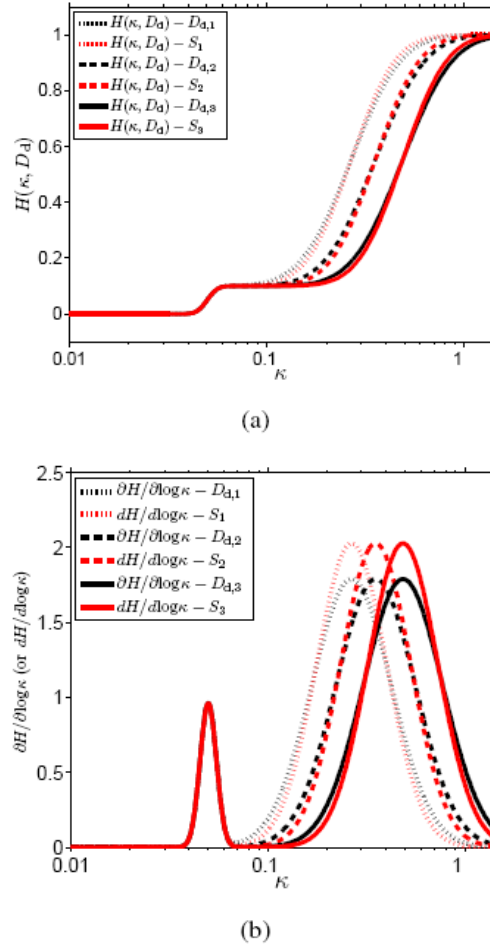 1
0.8
0.6
0.4
0.2
0
H(κ, Dd)
H(κ, Dd) − Dd,1
H(κ, Dd) − S1
H(κ, Dd) − Dd,2
H(κ, Dd) − S2
H(κ, Dd) − Dd,3
H(κ, Dd) − S3
0.01 0.1 1
κ
(a)
2.5
2
1.5
1
0.5
0
∂H/∂logκ (or dH/dlogκ)
∂H/∂logκ − Dd,1
dH/dlogκ − S1
∂H/∂logκ − Dd,2
dH/dlogκ − S2
∂H/∂logκ − Dd,3
dH/dlogκ − S3
0.01 0.1 1
κ
(b)